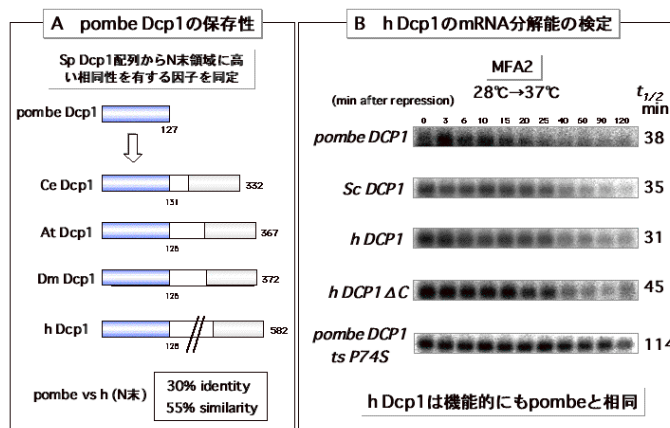 A pombe Dcp1の保存性
Sp Dcp1配列からN末領域に高
い相同性を有する因子を同定
pombe Dcp1
127
Ce Dcp1
131
332
At Dcp1
128
367
Dm Dcp1
128
372
h Dcp1
128
582
pombe vs h (N末)
30% identity
55% similarity
B h Dcp1のmRNA分解能の検定
MFA2
(min after repression)
28℃→37℃
t1/2
min
0 3 6 10 15 20 25 40 60 90 120
pombe DCP1 38
Sc DCP1 35
h DCP1 31
h DCP1 ΔC 45
pombe DCP1
ts P74S 114
h Dcp1は機能的にもpombeと相同